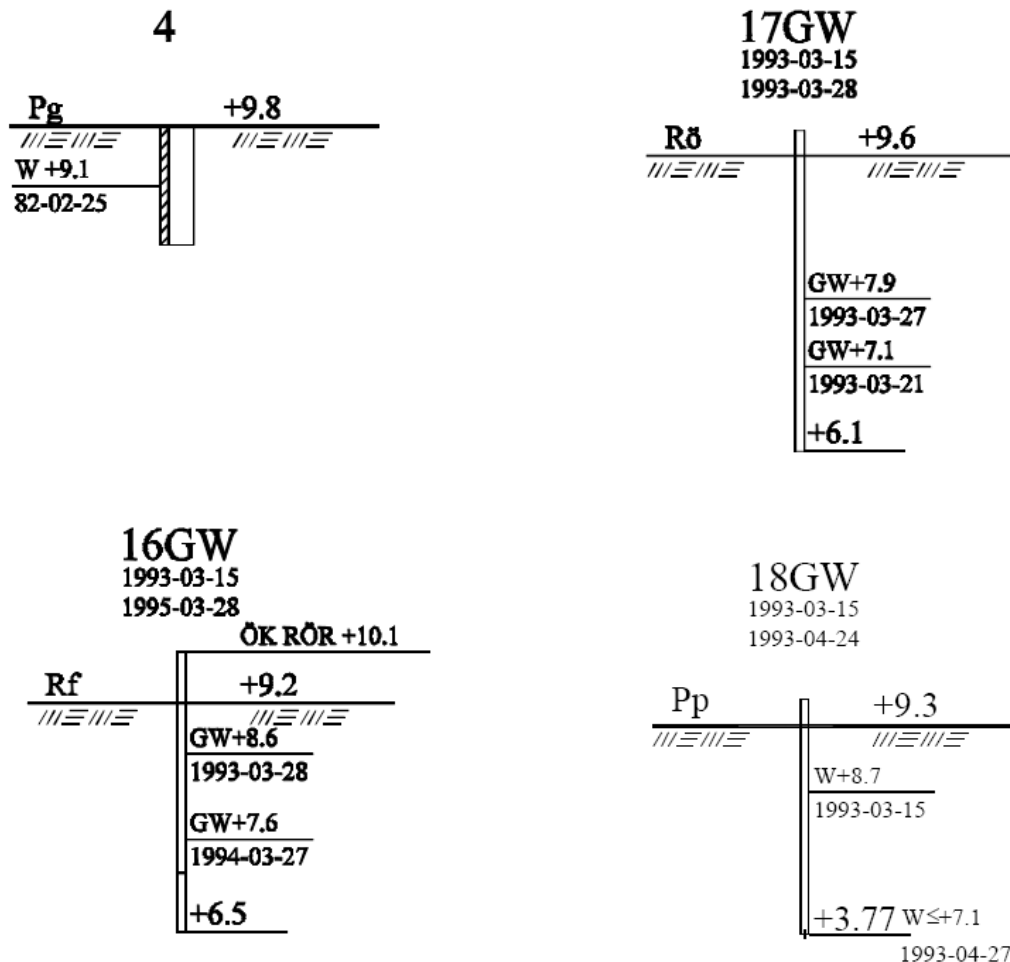 4
Pg +9.8
W +9.1
82-02-25
17GW
1993-03-15
1993-03-28
Rö +9.6
GW+7.9
1993-03-27
GW+7.1
1993-03-21
+6.1
16GW
1993-03-15
1995-03-28
ÖK RÖR +10.1
Rf +9.2
GW+8.6
1993-03-28
GW+7.6
1994-03-27
+6.5
18GW
1993-03-15
1993-04-24
Pp +9.3
W+8.7
1993-03-15
+3.77 W≤+7.1
1993-04-27